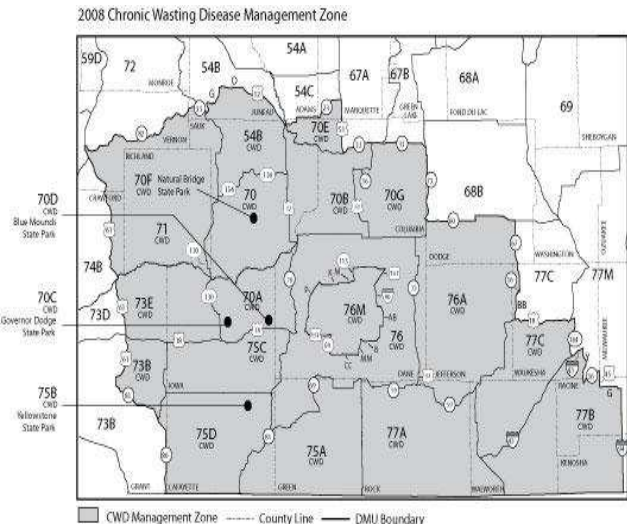 2008 Chronic Wasting Disease Management Zone
59D
72
54B
54A
54C
67A
67B
68A
69
MONROE
JUNEAU
ADAMS
MARQUETTE
GREEN
LAKE
FOND DU LAC
SHEBOYGAN
VERNON
SAUK
54B
CWD
70E
CWD
RICHLAND
70F
CWD
Natural Bridge
State Park
70
CWD
70B
CWD
70G
CWD
68B
CRAWFORD
70D
CWD
Blue Mounds
State Park
71
CWD
COLUMBIA
DODGE
WASHINGTON
OZAUKEE
74B
77C
77M
70C
CWD
Governor Dodge
State Park
73D
73E
CWD
70A
CWD
76M
CWD
76
CWD
76A
CWD
AB
BB
MM
CC
75C
CWD
77C
CWD
MILWAUKEE
73B
CWD
IOWA
DANE
JEFFERSON
WAUKESHA
RACINE
75B
CWD
Yellowstone
State Park
73B
75D
CWD
75A
CWD
77A
CWD
77B
CWD
KENOSHA
GRANT
LAFAYETTE
GREEN
ROCK
WALWORTH
CWD Management Zone
County Line
DMU Boundary